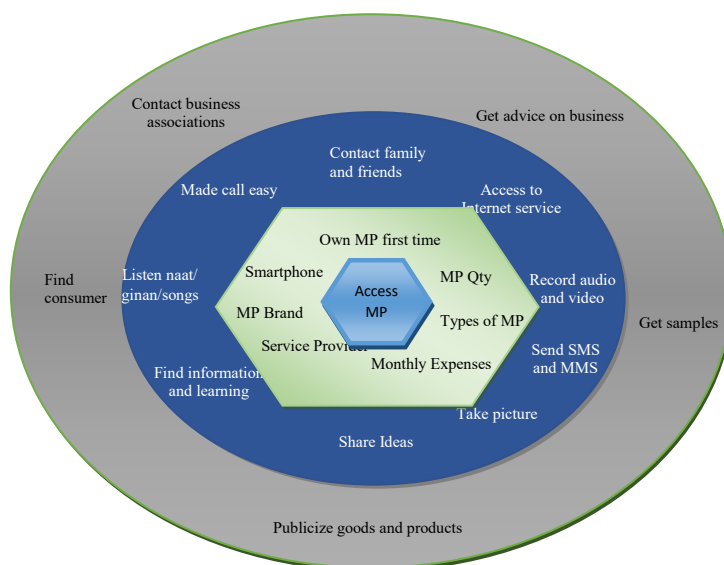 Contact business
associations
Get advice on business
Contact family
and friends
Made call easy
Access to
Internet service
Own MP first time
Smartphone
MP Qty
Listen naat/
ginan/songs
Find
consumer
Access
MP
Record audio
and video
MP Brand
Types of MP
Get samples
Service Provider
Monthly Expenses
Send SMS
and MMS
Find information
and learning
Take picture
Share Ideas
Publicize goods and products